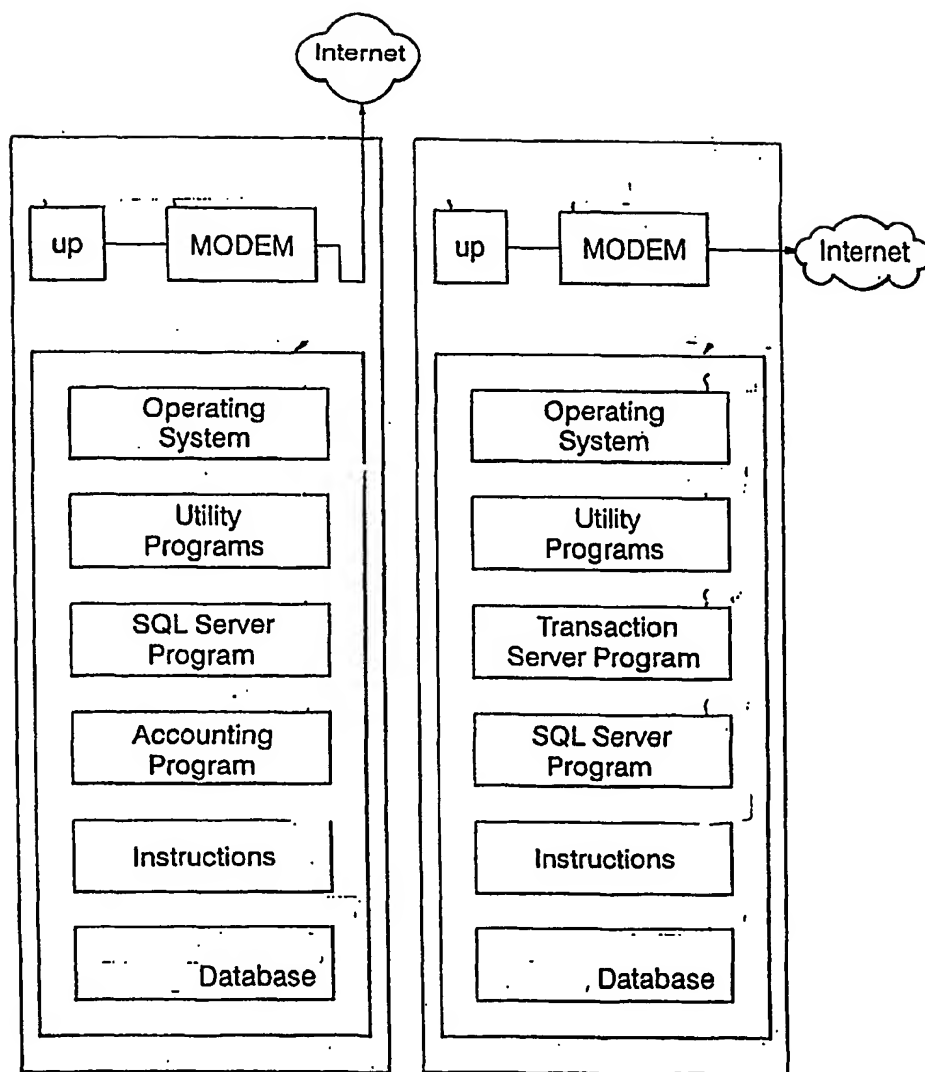 Internet
up
MODEM
Operating
System
Utility
Programs
SQL Server
Program
Accounting
Program
Instructions
Database
up
MODEM
Internet
Operating
System
Utility
Programs
Transaction
Server Program
SQL Server
Program
Instructions
Database